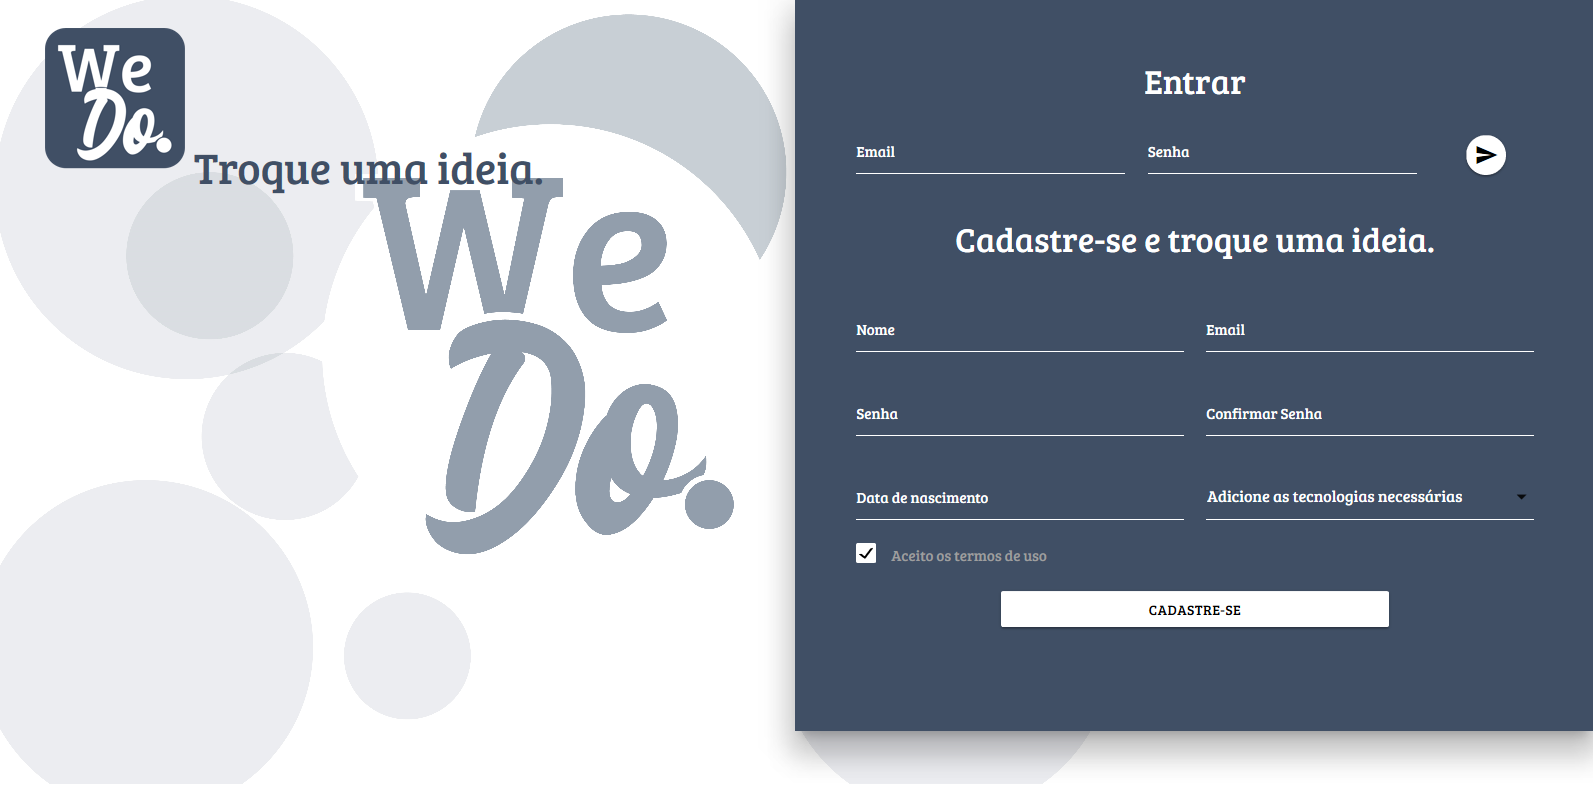 We
Do.
Troque uma ideia.
We
Do.
Entrar
Email
Senha
Cadastre-se e troque uma ideia.
Nome
Email
Senha
Confirmar Senha
Data de nascimento
Adicione as tecnologias necessárias
Aceito os termos de uso
CADASTRE-SE